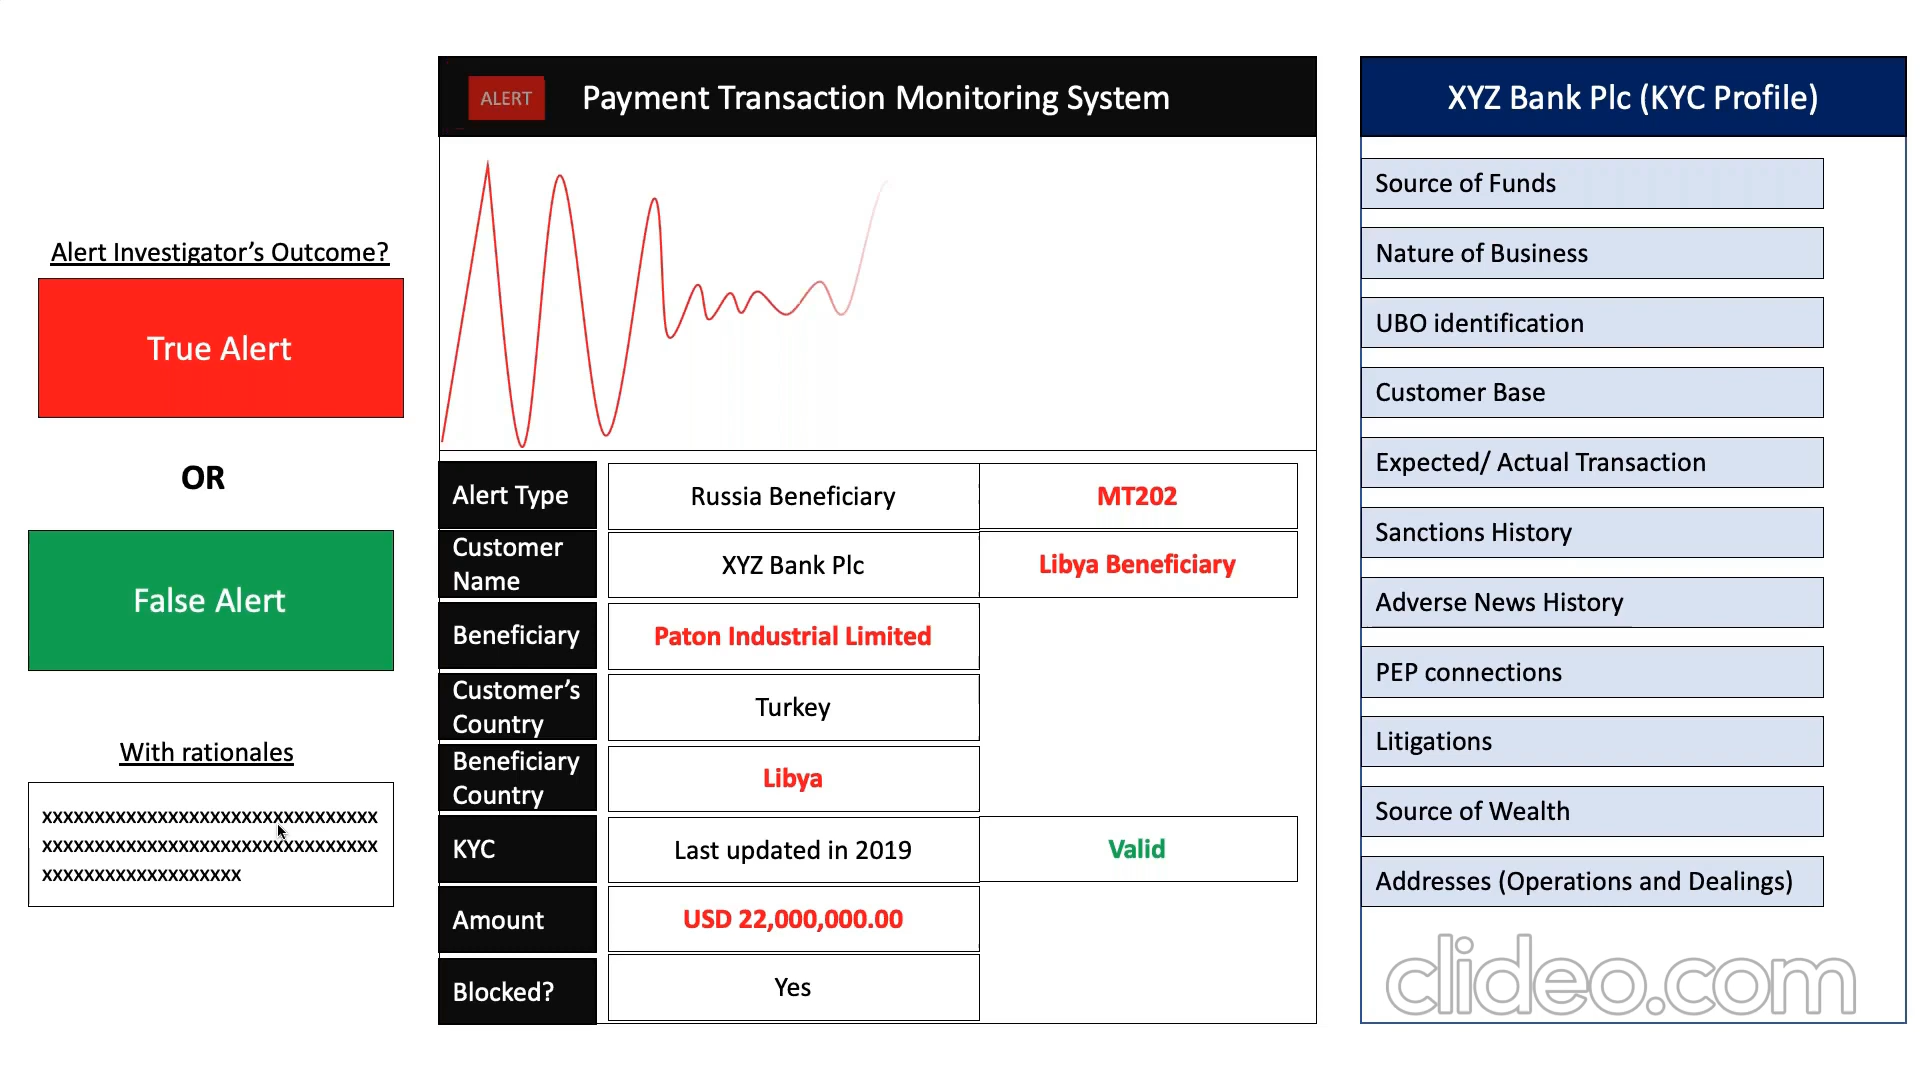 Alert Investigator's Outcome?
True Alert
OR
False Alert
With rationales
xxxxxxxxxxxxxxxxxxxxxxxxxxxxxxxx
xxxxxxxxxxxxxxxxxxxxxxxxxxxxxxxx
xxxxxxxxxxxxxxxxxxx
ALERT
Payment Transaction Monitoring System
Alert Type
Russia Beneficiary
MT202
Customer
Name
XYZ Bank Plc
Libya Beneficiary
Beneficiary
Paton Industrial Limited
Customer’s
Country
Turkey
Beneficiary
Country
Libya
KYC
Last updated in 2019
Valid
Amount
USD 22,000,000.00
Blocked?
Yes
XYZ Bank Plc (KYC Profile)
Source of Funds
Nature of Business
UBO identification
Customer Base
Expected/ Actual Transaction
Sanctions History
Adverse News History
PEP connections
Litigations
Source of Wealth
Addresses (Operations and Dealings)
clideo.com